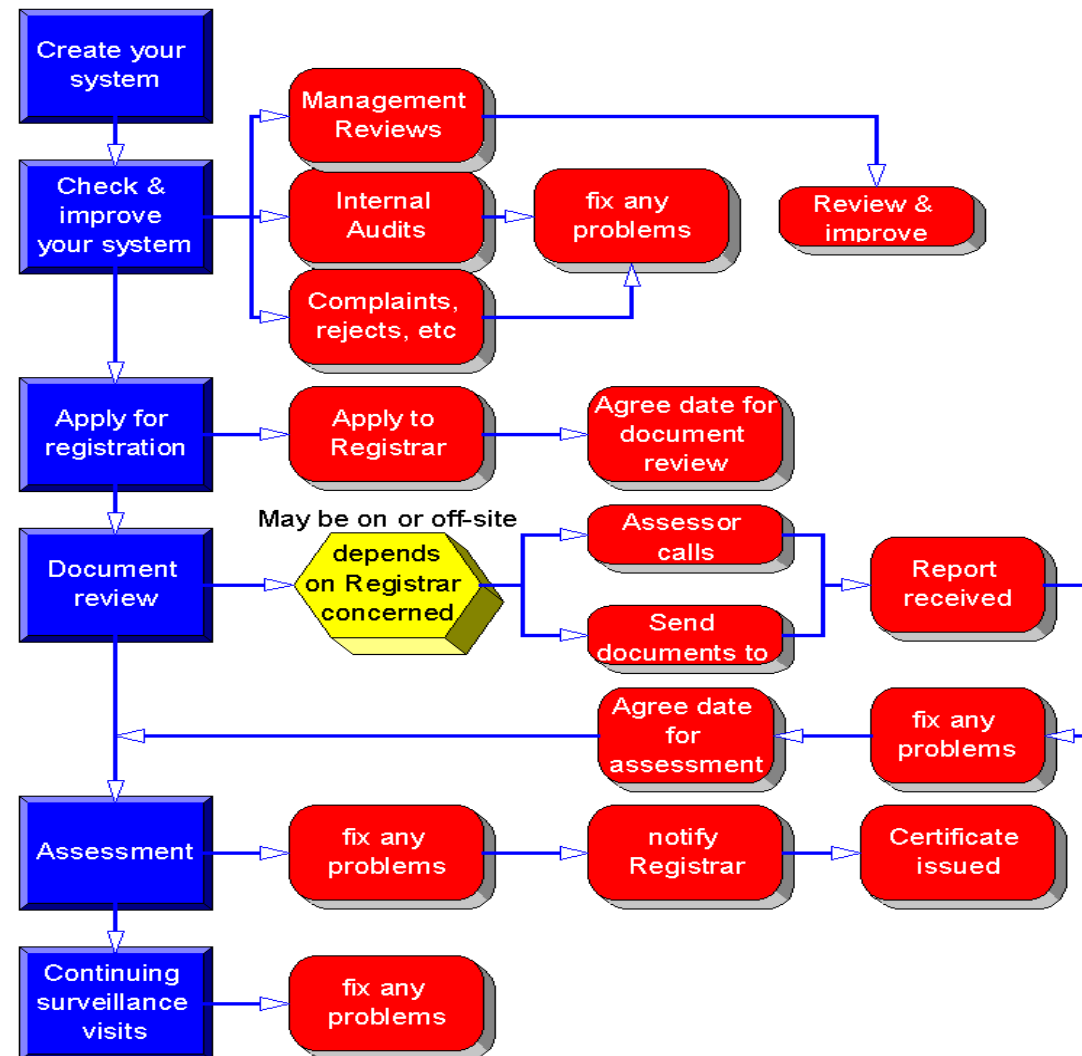 Create your
system
Management
Reviews
Check &
improve
your system
Internal
Audits
fix any
problems
Review &
improve
Complaints,
rejects, etc
Apply for
registration
Apply to
Registrar
Agree date for
document
review
May be on or off-site
Document
review
depends
on Registrar
concerned
Assessor
calls
Send
documents to
Report
received
Agree date
for
assessment
fix any
problems
Assessment
fix any
problems
notify
Registrar
Certificate
issued
Continuing
surveillance
visits
fix any
problems